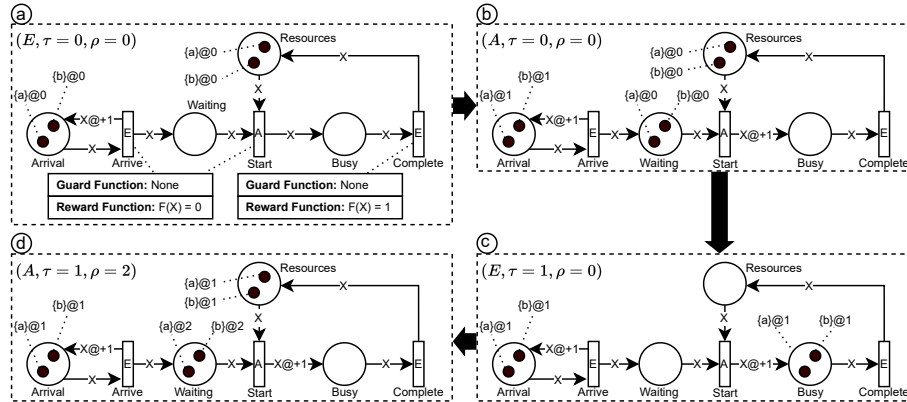 a
(E, τ = 0, ρ = 0)
Resources
{a}@0
{b}@0
X
X
{b}@0
{a}@0
Waiting
X@+1
E
X
X
A
X
X
E
X
Arrival
Arrive
Start
Busy
Complete
Guard Function: None
Reward Function: F(X) = 0
Guard Function: None
Reward Function: F(X) = 1
b
(A, τ = 0, ρ = 0)
Resources
{a}@0
{b}@0
X
X
{b}@1
{a}@1
{a}@0
{b}@0
X@+1
E
X
X
A
X@+1
X
E
X
Arrival
Arrive
Waiting
Start
Busy
Complete
d
(A, τ = 1, ρ = 2)
Resources
{a}@1
{b}@1
X
X
{b}@1
{a}@1
{a}@2
{b}@2
X@+1
E
X
X
A
X@+1
X
E
X
Arrival
Arrive
Waiting
Start
Busy
Complete
c
(E, τ = 1, ρ = 0)
Resources
X
X
{b}@1
{a}@1
{a}@1
{b}@1
X@+1
E
X
X
A
X@+1
X
E
X
Arrival
Arrive
Waiting
Start
Busy
Complete